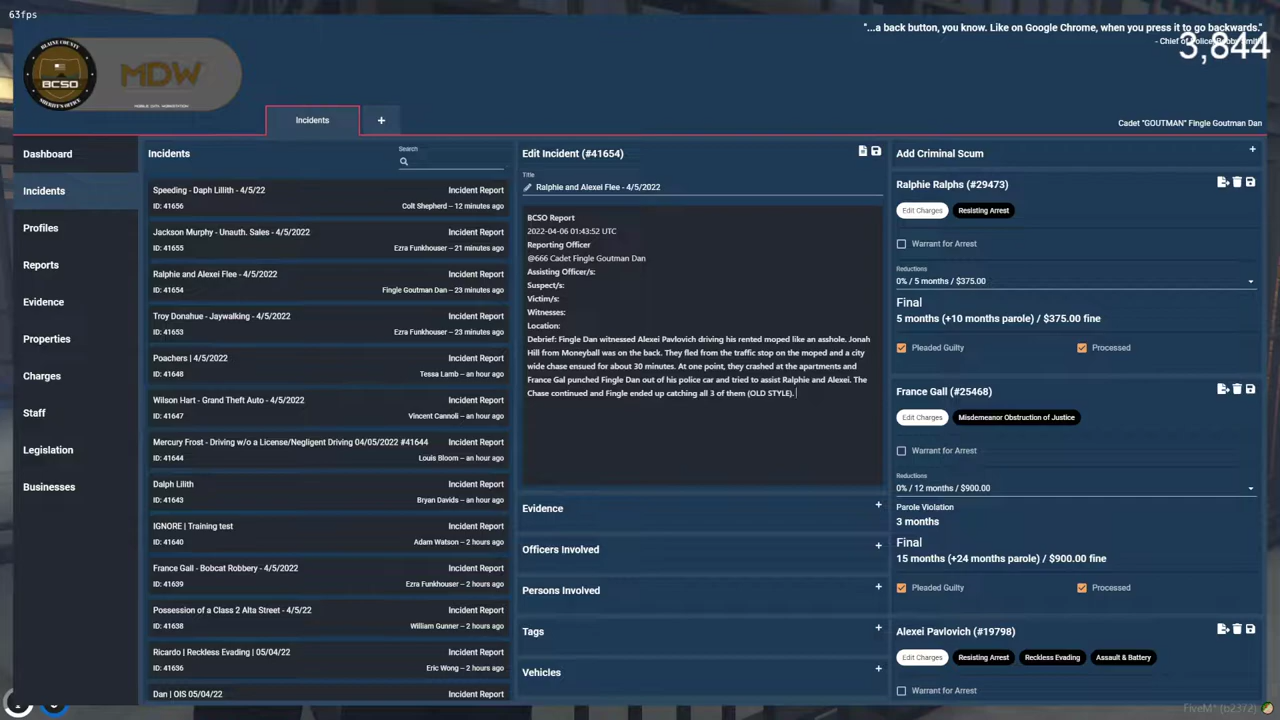 63fps
"...a back button, you know. Like on Google Chrome, when you press it to go backwards."
3,844
BLAINE COUNTY
BCSO
SHERIFF'S OFFICE
MDW
MOBILE DATA WORKSTATION
Incidents
+
Cadet "GOUTMAN" Fingle Goutman Dan
Dashboard
Incidents
Profiles
Reports
Evidence
Properties
Charges
Staff
Legislation
Businesses
Incidents
Search
Speeding - Daph Lillith - 4/5/22 Incident Report
ID: 41656 Colt Shepherd – 12 minutes ago
Jackson Murphy - Unauth. Sales - 4/5/2022 Incident Report
ID: 41655 Ezra Funkhouser – 21 minutes ago
Ralphie and Alexei Flee - 4/5/2022 Incident Report
ID: 41654 Fingle Goutman Dan – 23 minutes ago
Troy Donahue - Jaywalking - 4/5/2022 Incident Report
ID: 41653 Ezra Funkhouser – 23 minutes ago
Poachers | 4/5/2022 Incident Report
ID: 41648 Tessa Lamb – an hour ago
Wilson Hart - Grand Theft Auto - 4/5/2022 Incident Report
ID: 41647 Vincent Cannoli – an hour ago
Mercury Frost - Driving w/o a License/Negligent Driving 04/05/2022 #41644 Incident Report
ID: 41644 Louis Bloom – an hour ago
Dalph Lillith Incident Report
ID: 41643 Bryan Davids – an hour ago
IGNORE | Training test Incident Report
ID: 41640 Adam Watson – 2 hours ago
France Gall - Bobcat Robbery - 4/5/2022 Incident Report
ID: 41639 Ezra Funkhouser – 2 hours ago
Possession of a Class 2 Alta Street - 4/5/22 Incident Report
ID: 41638 William Gunner – 2 hours ago
Ricardo | Reckless Evading | 05/04/22 Incident Report
ID: 41636 Eric Wong – 2 hours ago
Dan | OIS 05/04/22 Incident Report
Edit Incident (#41654)
Title
Ralphie and Alexei Flee - 4/5/2022
BCSO Report
2022-04-06 01:43:52 UTC
Reporting Officer
@666 Cadet Fingle Goutman Dan
Assisting Officer/s:
Suspect/s:
Victim/s:
Witnesses:
Location:
Debrief: Fingle Dan witnessed Alexei Pavlovich driving his rented moped like an asshole. Jonah
Hill from Moneyball was on the back. They fled from the traffic stop on the moped and a city
wide chase ensued for about 30 minutes. At one point, they crashed at the apartments and
France Gal punched Fingle Dan out of his police car and tried to assist Ralphie and Alexei. The
Chase continued and Fingle ended up catching all 3 of them (OLD STYLE).
Evidence +
Officers Involved +
Persons Involved +
Tags +
Vehicles +
Add Criminal Scum +
Ralphie Ralphs (#29473)
Edit Charges Resisting Arrest
Warrant for Arrest
Reductions
0% / 5 months / $375.00
Final
5 months (+10 months parole) / $375.00 fine
Pleaded Guilty Processed
France Gall (#25468)
Edit Charges Misdemeanor Obstruction of Justice
Warrant for Arrest
Reductions
0% / 12 months / $900.00
Parole Violation
3 months
Final
15 months (+24 months parole) / $900.00 fine
Pleaded Guilty Processed
Alexei Pavlovich (#19798)
Edit Charges Resisting Arrest Reckless Evading Assault & Battery
Warrant for Arrest
FiveM* (b2372)